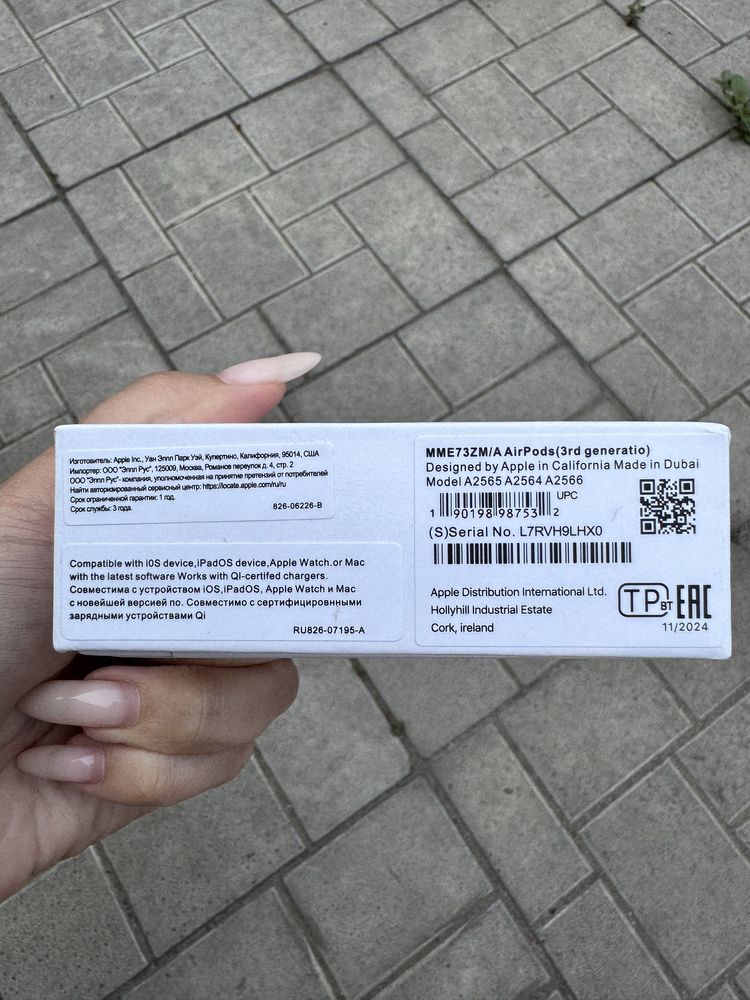 Изготовитель: Apple Inc., Уан Эппл Парк Уэй, Купертино, Калифорния, 95014, США
Импортер: ООО "Эппл Рус", 125009, Москва, Романов переулок д. 4, стр. 2
ООО "Эппл Рус"- компания, уполномоченная на принятие претензий от потребителей
Найти авторизированный сервисный центр: https://locate.apple.com/ru/ru
Срок ограниченной гарантии: 1 год.
Срок службы: 3 года.
826-06226-B
Compatible with i0S device,iPadOS device,Apple Watch.or Mac
with the latest software Works with QI-certifed chargers.
Совместима с устройством iOS,iPadOS, Apple Watch и Mac
с новейшей версией по. Совместимо с сертифицировнными
зарядными устройствами Qi
RU826-07195-A
MME73ZM/A AirPods(3rd generatio)
Designed by Apple in California Made in Dubai
Model A2565 A2564 A2566
UPC
1 90198 98753 2
(S)Serial No. L7RVH9LHX0
Apple Distribution International Ltd.
Hollyhill Industrial Estate
Cork, ireland
TP BT EAC
11/2024